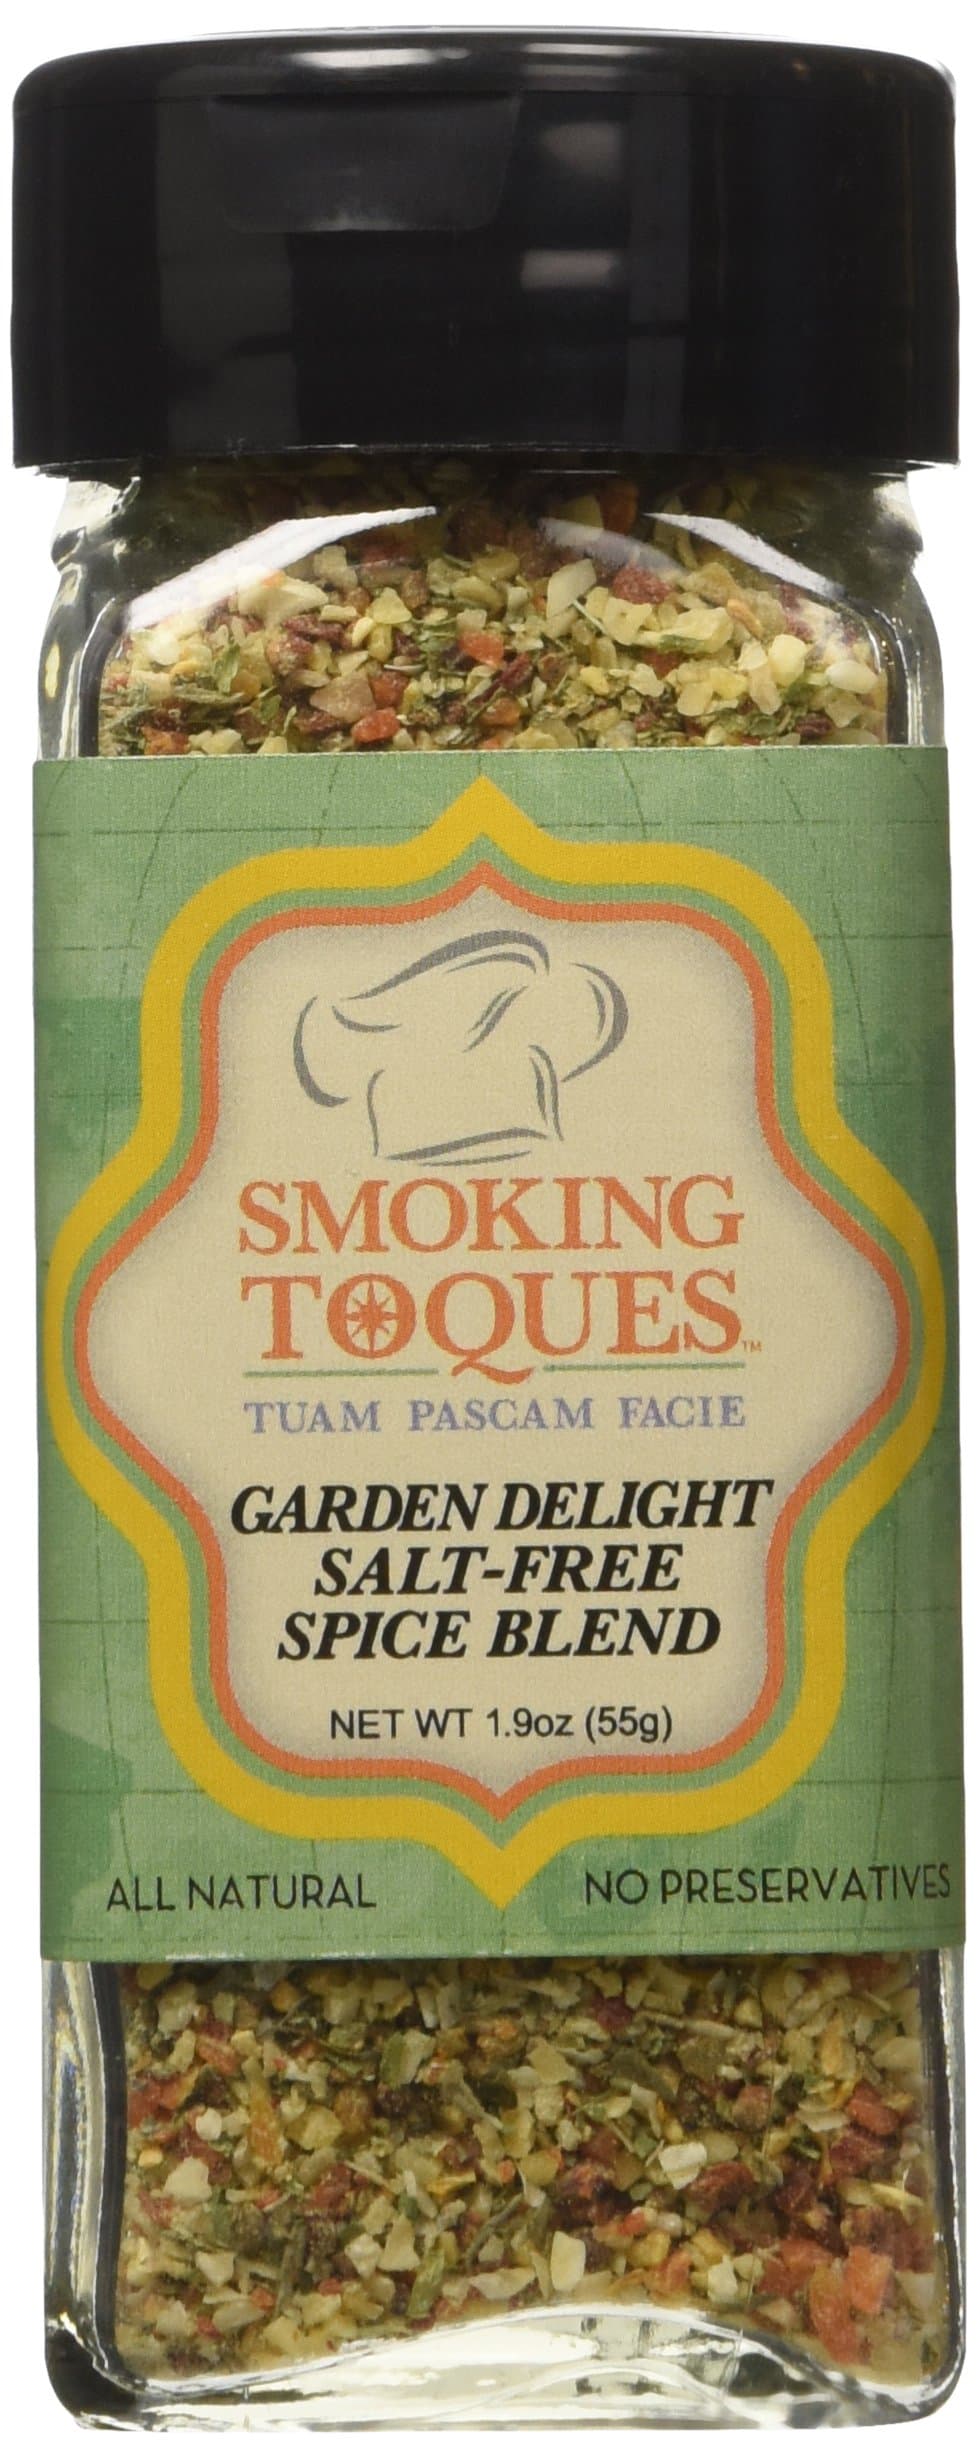 SMOKING
TOQUES™
TUAM PASCAM FACIE
GARDEN DELIGHT
SALT-FREE
SPICE BLEND
NET WT 1.9oz (55g)
ALL NATURAL
NO PRESERVATIVES